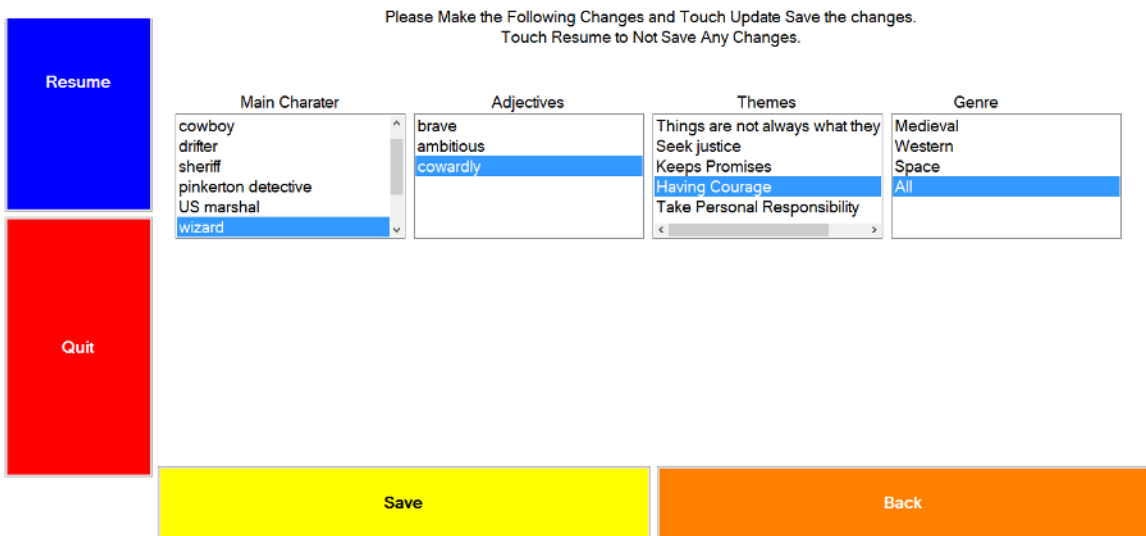 Please Make the Following Changes and Touch Update Save the changes.
Touch Resume to Not Save Any Changes.
Resume
Main Charater
Adjectives
Themes
Genre
cowboy
drifter
sheriff
pinkerton detective
US marshal
wizard
brave
ambitious
cowardly
Things are not always what they
Seek justice
Keeps Promises
Having Courage
Take Personal Responsibility
Medieval
Western
Space
All
Quit
Save
Back